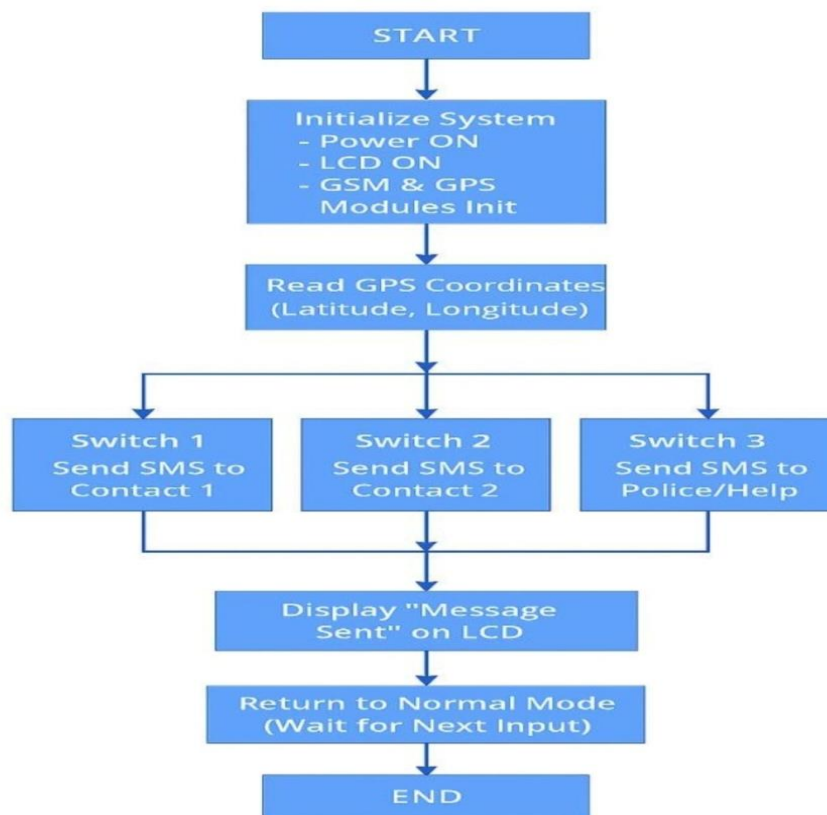 START
Initialize System
- Power ON
- LCD ON
- GSM & GPS
Modules Init
Read GPS Coordinates
(Latitude, Longitude)
Switch 1
Send SMS to
Contact 1
Switch 2
Send SMS to
Contact 2
Switch 3
Send SMS to
Police/Help
Display "Message
Sent" on LCD
Return to Normal Mode
(Wait for Next Input)
END